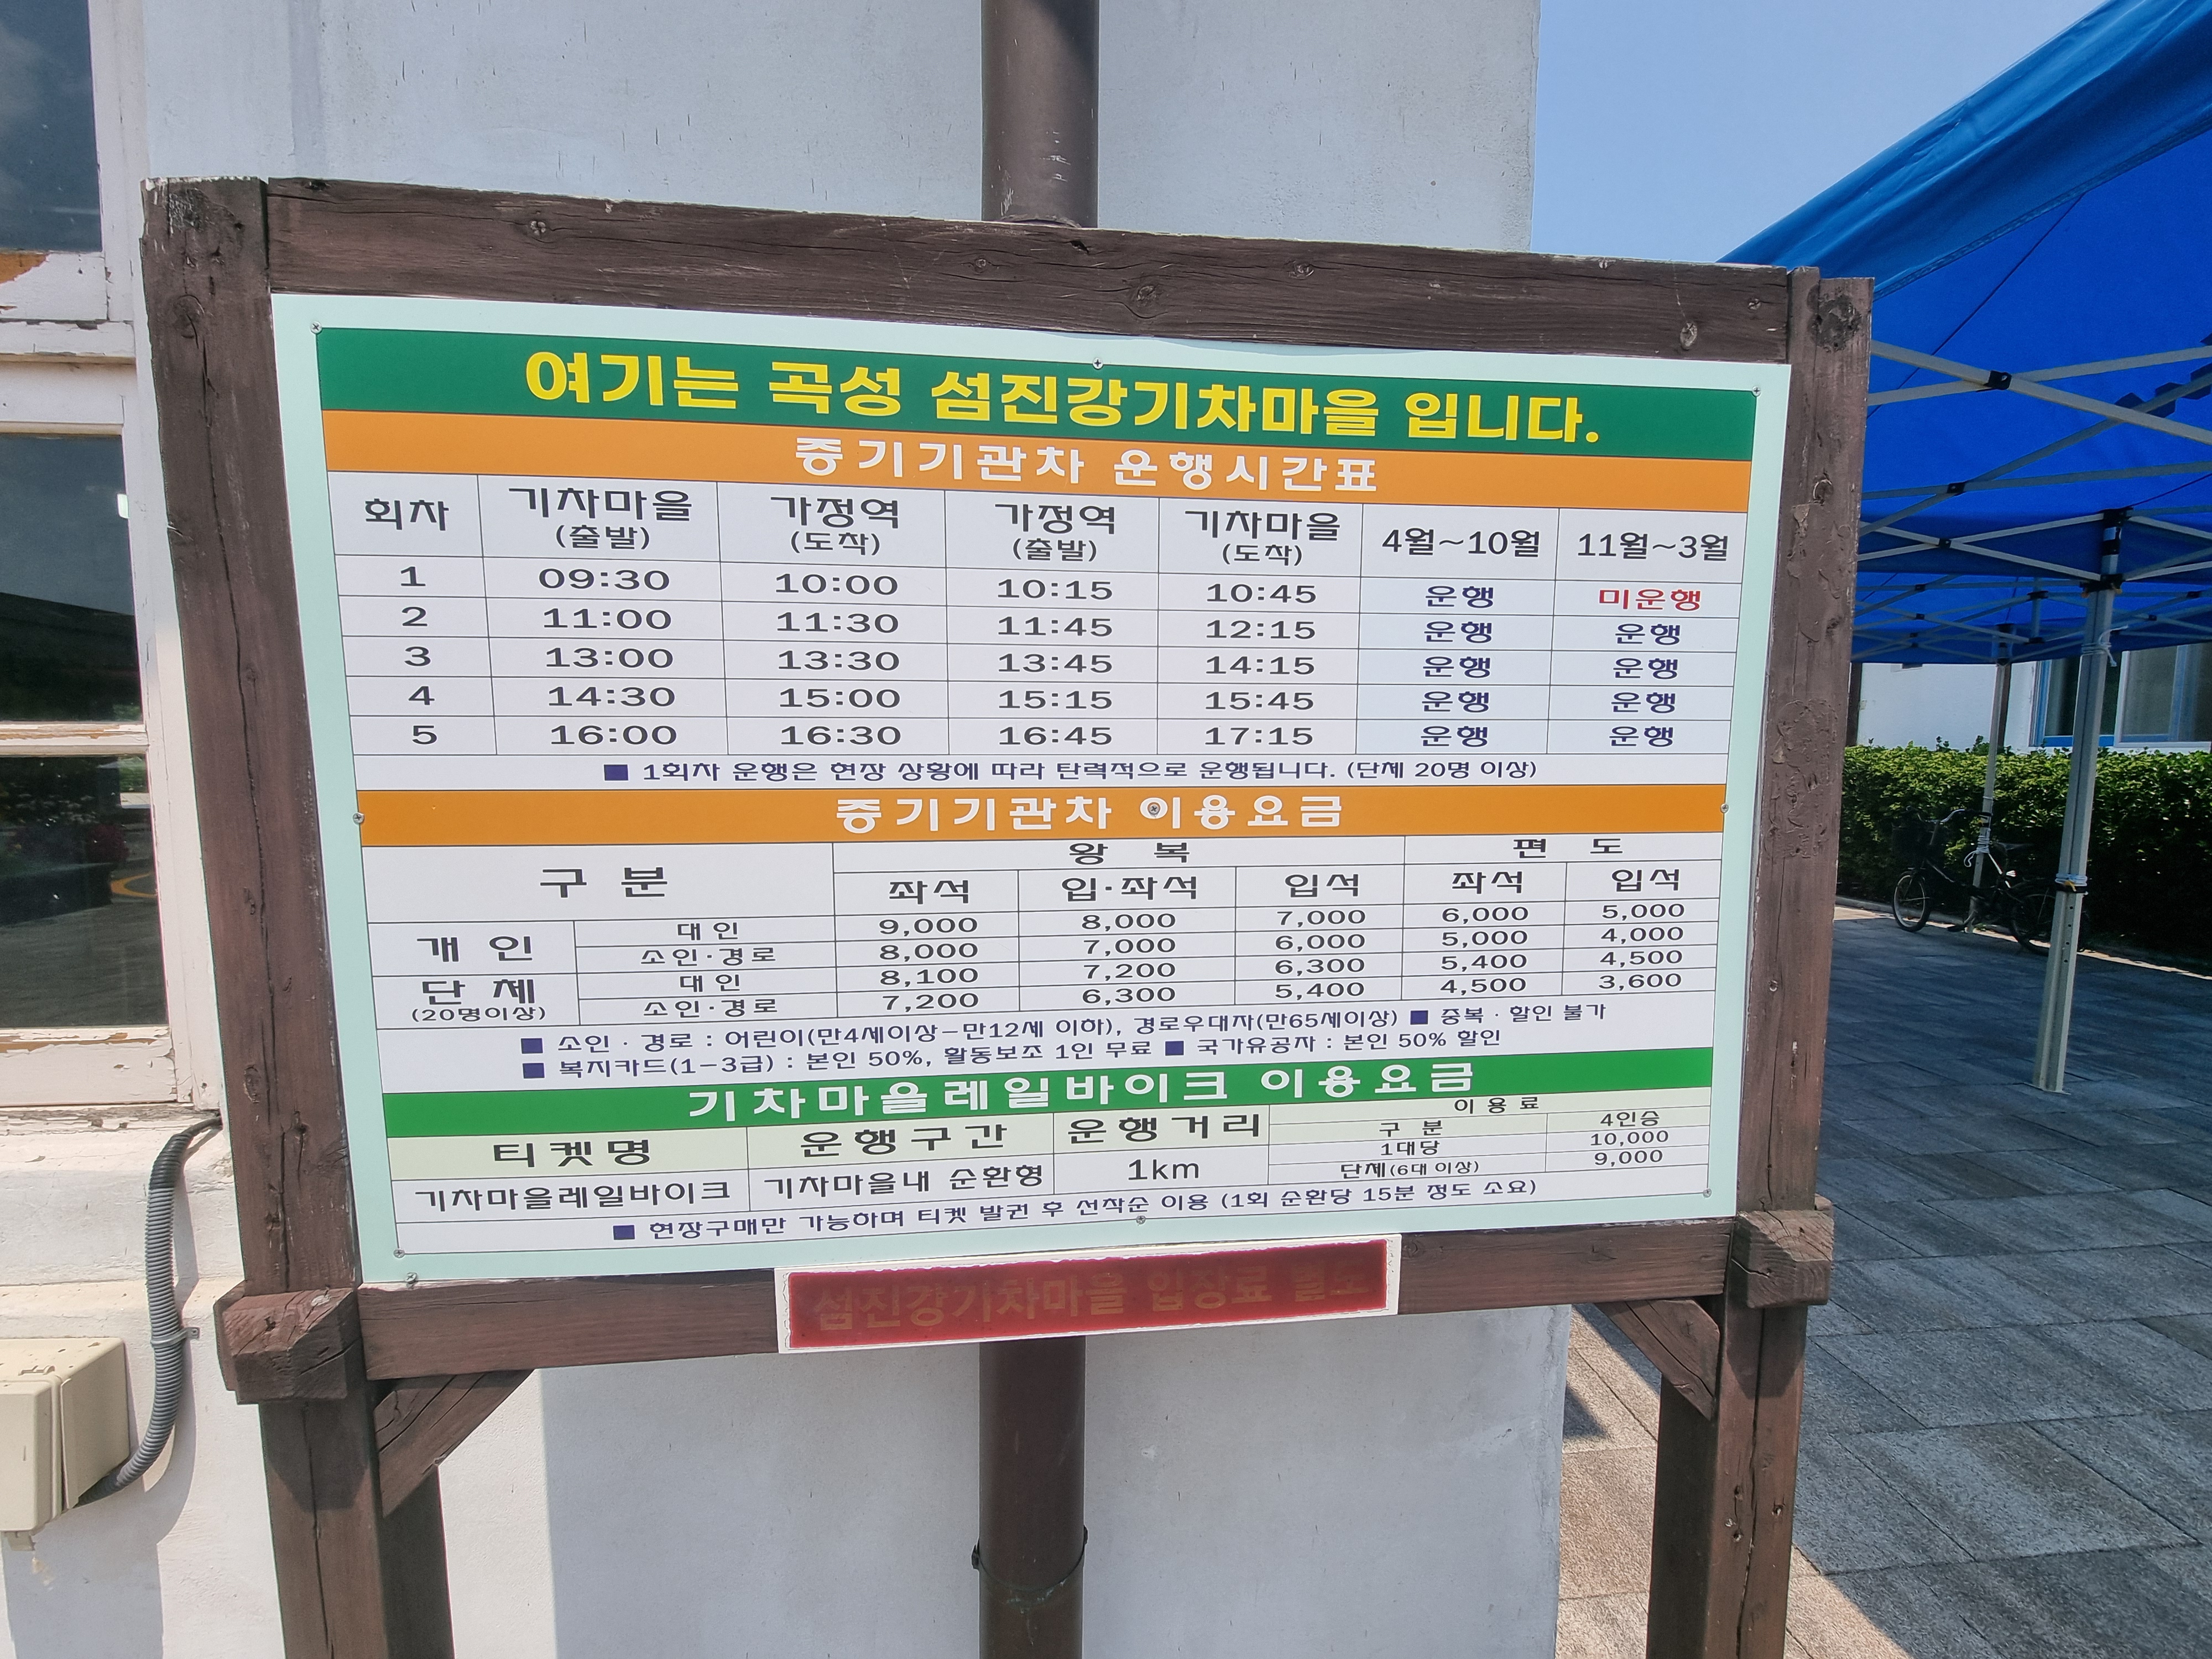 여기는 곡성 섬진강기차마을 입니다.
증기기관차 운행시간표
회차 기차마을 (출발) 가정역 (도착) 가정역 (출발) 기차마을 (도착) 4월~10월 11월~3월
1 09:30 10:00 10:15 10:45 운행 미운행
2 11:00 11:30 11:45 12:15 운행 운행
3 13:00 13:30 13:45 14:15 운행 운행
4 14:30 15:00 15:15 15:45 운행 운행
5 16:00 16:30 16:45 17:15 운행 운행
■ 1회차 운행은 현장 상황에 따라 탄력적으로 운행됩니다. (단체 20명 이상)
증기기관차 이용요금
구 분 왕 복 편 도
좌석 입·좌석 입석 좌석 입석
개 인 대 인 9,000 8,000 7,000 6,000 5,000
소인·경로 8,000 7,000 6,000 5,000 4,000
단 체 (20명이상) 대 인 8,100 7,200 6,300 5,400 4,500
소인·경로 7,200 6,300 5,400 4,500 3,600
■ 소인 · 경로 : 어린이(만4세이상-만12세 이하), 경로우대자(만65세이상) ■ 중복 · 할인 불가
■ 복지카드(1-3급) : 본인 50%, 활동보조 1인 무료 ■ 국가유공자 : 본인 50% 할인
기차마을레일바이크 이용요금
티켓명 운행구간 운행거리 이용료
구 분 4인승
기차마을레일바이크 기차마을내 순환형 1km 1대당 10,000
단체(6대 이상) 9,000
■ 현장구매만 가능하며 티켓 발권 후 선착순 이용 (1회 순환당 15분 정도 소요)
섬진강기차마을 입장료 별도